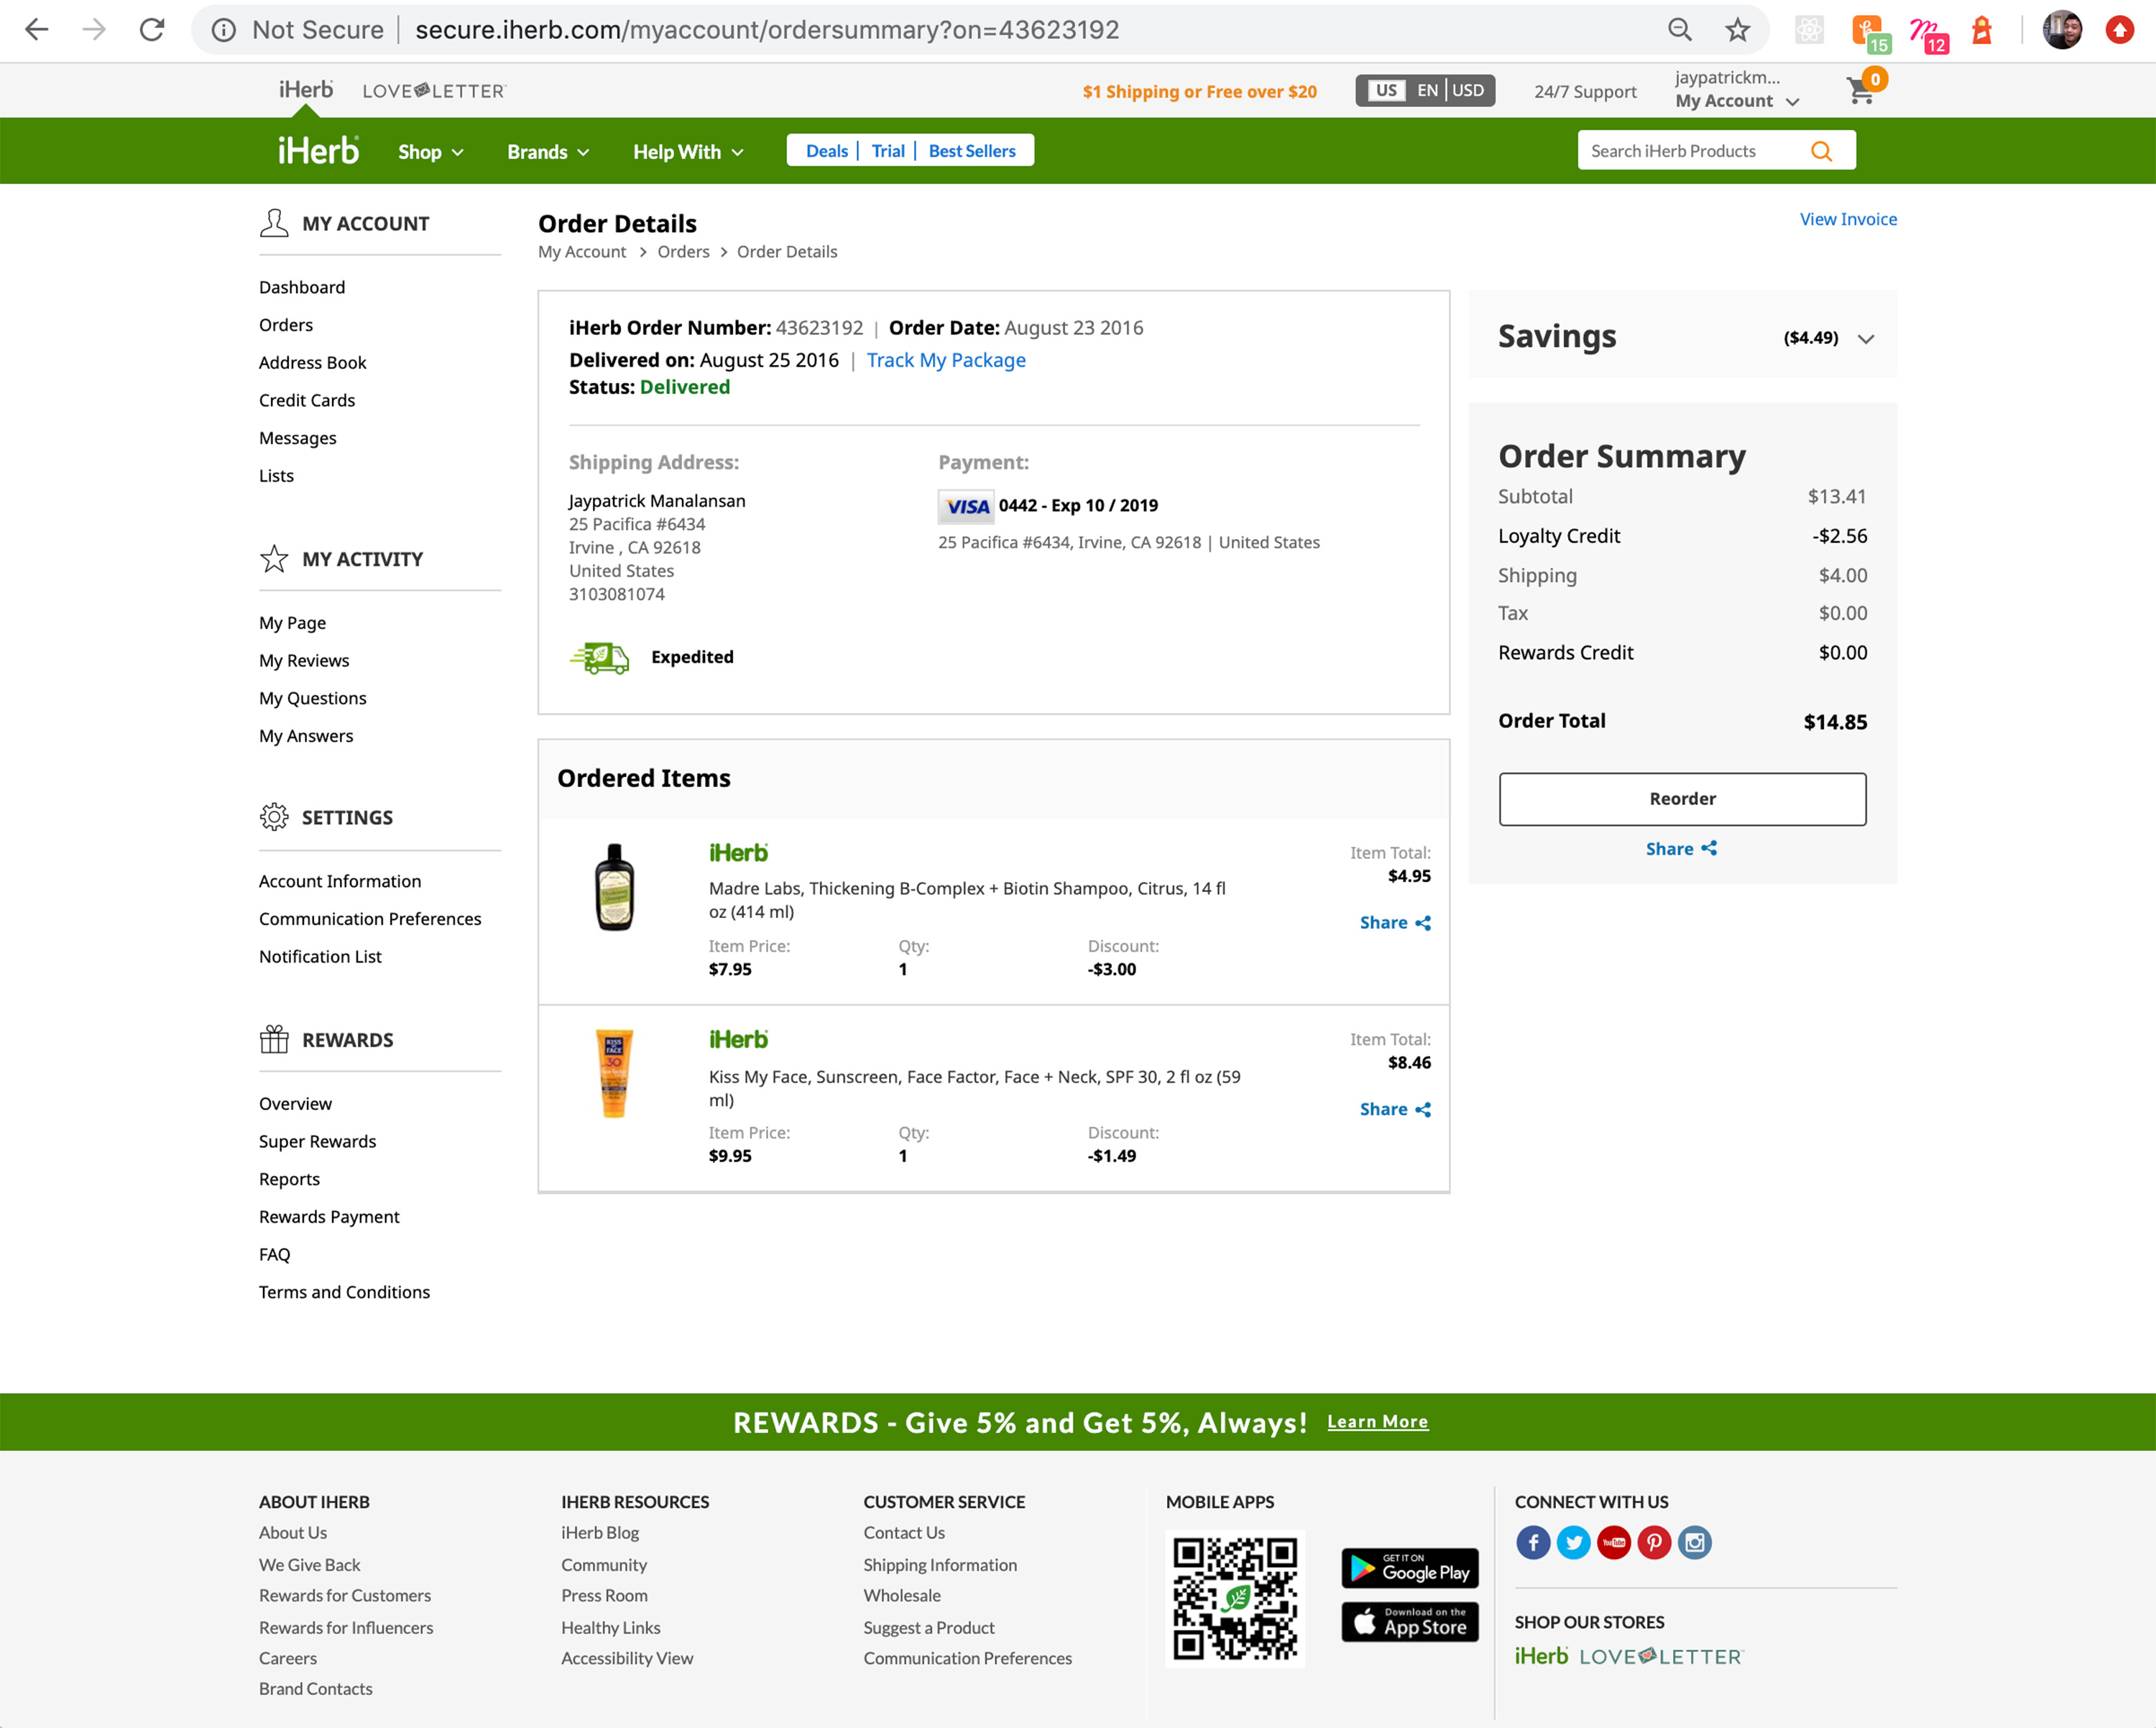 Not Secure | secure.iherb.com/myaccount/ordersummary?on=43623192
15
12
iHerb
LOVE LETTER
$1 Shipping or Free over $20
US EN | USD
24/7 Support
jaypatrickm...
My Account
0
iHerb
Shop
Brands
Help With
Deals | Trial | Best Sellers
Search iHerb Products
MY ACCOUNT
Dashboard
Orders
Address Book
Credit Cards
Messages
Lists
MY ACTIVITY
My Page
My Reviews
My Questions
My Answers
SETTINGS
Account Information
Communication Preferences
Notification List
REWARDS
Overview
Super Rewards
Reports
Rewards Payment
FAQ
Terms and Conditions
Order Details
My Account > Orders > Order Details
View Invoice
iHerb Order Number: 43623192 | Order Date: August 23 2016
Delivered on: August 25 2016 | Track My Package
Status: Delivered
Shipping Address:
Jaypatrick Manalansan
25 Pacifica #6434
Irvine , CA 92618
United States
3103081074
Expedited
Payment:
VISA 0442 - Exp 10 / 2019
25 Pacifica #6434, Irvine, CA 92618 | United States
Ordered Items
iHerb
Madre Labs, Thickening B-Complex + Biotin Shampoo, Citrus, 14 fl
oz (414 ml)
Item Price:
$7.95
Qty:
1
Discount:
-$3.00
Item Total:
$4.95
Share
KISS
FACE
30
iHerb
Kiss My Face, Sunscreen, Face Factor, Face + Neck, SPF 30, 2 fl oz (59
ml)
Item Price:
$9.95
Qty:
1
Discount:
-$1.49
Item Total:
$8.46
Share
Savings ($4.49)
Order Summary
Subtotal $13.41
Loyalty Credit -$2.56
Shipping $4.00
Tax $0.00
Rewards Credit $0.00
Order Total $14.85
Reorder
Share
REWARDS - Give 5% and Get 5%, Always! Learn More
ABOUT IHERB
About Us
We Give Back
Rewards for Customers
Rewards for Influencers
Careers
Brand Contacts
IHERB RESOURCES
iHerb Blog
Community
Press Room
Healthy Links
Accessibility View
CUSTOMER SERVICE
Contact Us
Shipping Information
Wholesale
Suggest a Product
Communication Preferences
MOBILE APPS
GET IT ON
Google Play
Download on the
App Store
CONNECT WITH US
YouTube
SHOP OUR STORES
iHerb LOVE LETTER